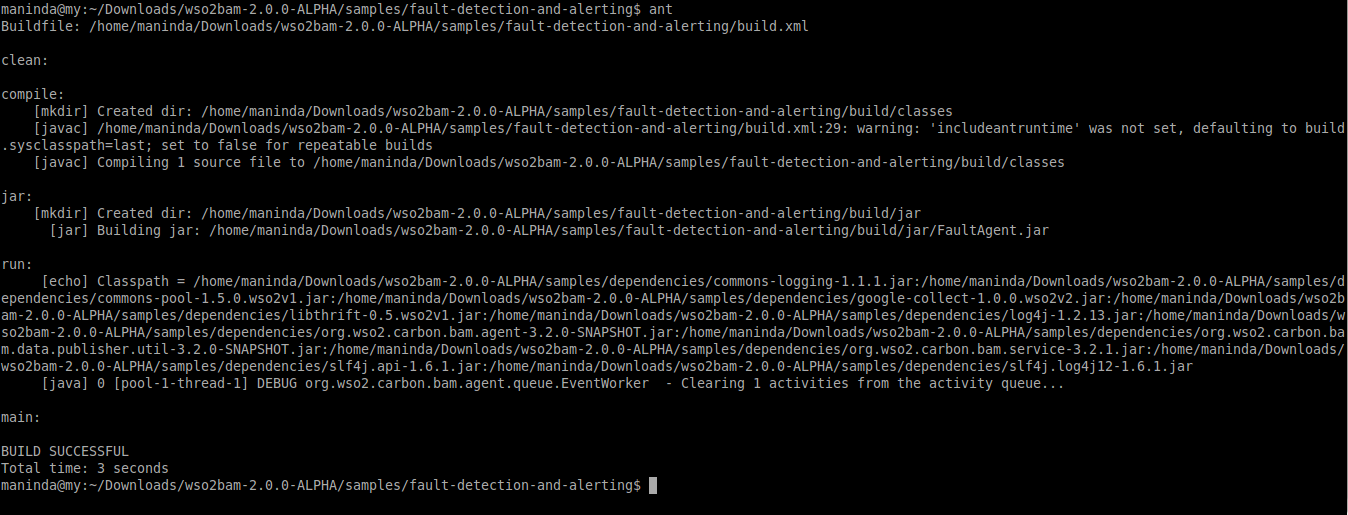 maninda@my:~/Downloads/wso2bam-2.0.0-ALPHA/samples/fault-detection-and-alerting$ ant
Buildfile: /home/maninda/Downloads/wso2bam-2.0.0-ALPHA/samples/fault-detection-and-alerting/build.xml
clean:
compile:
[mkdir] Created dir: /home/maninda/Downloads/wso2bam-2.0.0-ALPHA/samples/fault-detection-and-alerting/build/classes
[javac] /home/maninda/Downloads/wso2bam-2.0.0-ALPHA/samples/fault-detection-and-alerting/build.xml:29: warning: 'includeantruntime' was not set, defaulting to build
.sysclasspath=last; set to false for repeatable builds
[javac] Compiling 1 source file to /home/maninda/Downloads/wso2bam-2.0.0-ALPHA/samples/fault-detection-and-alerting/build/classes
jar:
[mkdir] Created dir: /home/maninda/Downloads/wso2bam-2.0.0-ALPHA/samples/fault-detection-and-alerting/build/jar
[jar] Building jar: /home/maninda/Downloads/wso2bam-2.0.0-ALPHA/samples/fault-detection-and-alerting/build/jar/FaultAgent.jar
run:
[echo] Classpath = /home/maninda/Downloads/wso2bam-2.0.0-ALPHA/samples/dependencies/commons-logging-1.1.1.jar:/home/maninda/Downloads/wso2bam-2.0.0-ALPHA/samples/d
ependencies/commons-pool-1.5.0.wso2v1.jar:/home/maninda/Downloads/wso2bam-2.0.0-ALPHA/samples/dependencies/google-collect-1.0.0.wso2v2.jar:/home/maninda/Downloads/wso2b
am-2.0.0-ALPHA/samples/dependencies/libthrift-0.5.wso2v1.jar:/home/maninda/Downloads/wso2bam-2.0.0-ALPHA/samples/dependencies/log4j-1.2.13.jar:/home/maninda/Downloads/w
so2bam-2.0.0-ALPHA/samples/dependencies/org.wso2.carbon.bam.agent-3.2.0-SNAPSHOT.jar:/home/maninda/Downloads/wso2bam-2.0.0-ALPHA/samples/dependencies/org.wso2.carbon.ba
m.data.publisher.util-3.2.0-SNAPSHOT.jar:/home/maninda/Downloads/wso2bam-2.0.0-ALPHA/samples/dependencies/org.wso2.carbon.bam.service-3.2.1.jar:/home/maninda/Downloads/
wso2bam-2.0.0-ALPHA/samples/dependencies/slf4j.api-1.6.1.jar:/home/maninda/Downloads/wso2bam-2.0.0-ALPHA/samples/dependencies/slf4j.log4j12-1.6.1.jar
[java] 0 [pool-1-thread-1] DEBUG org.wso2.carbon.bam.agent.queue.EventWorker  - Clearing 1 activities from the activity queue...
main:
BUILD SUCCESSFUL
Total time: 3 seconds
maninda@my:~/Downloads/wso2bam-2.0.0-ALPHA/samples/fault-detection-and-alerting$